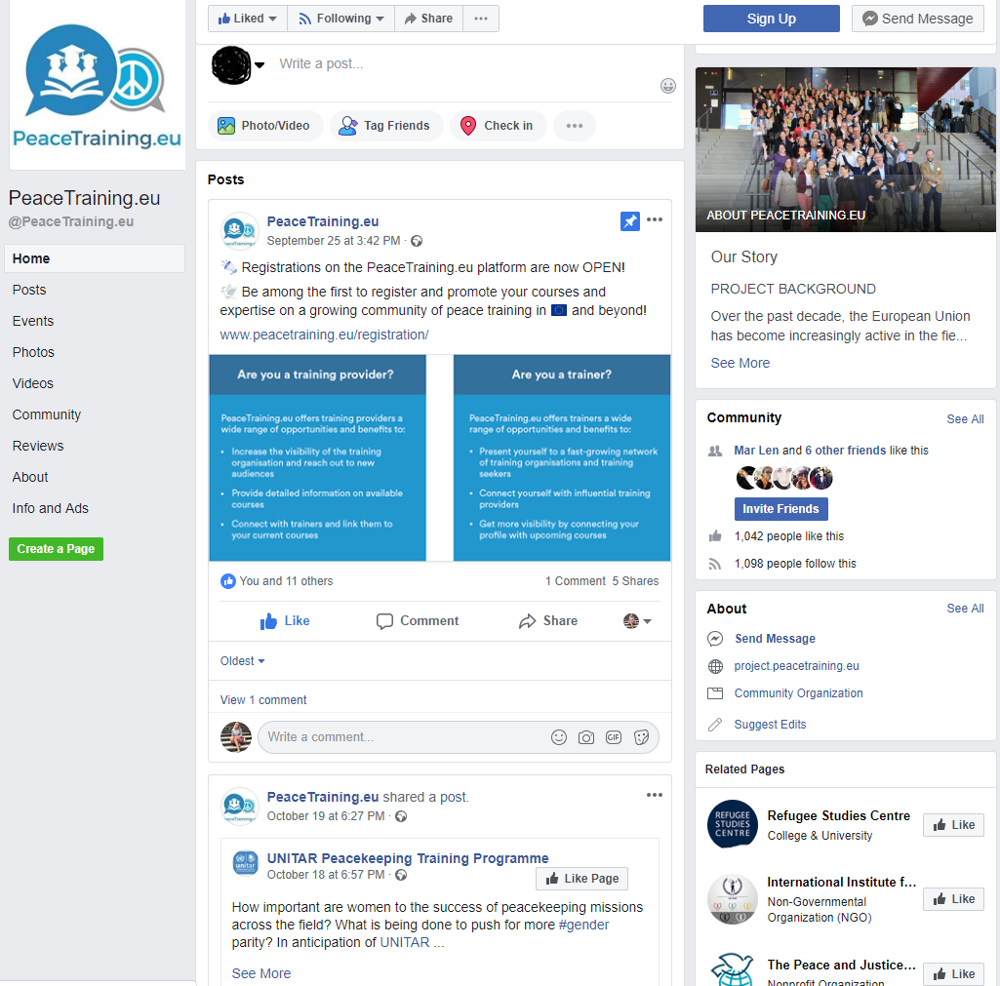 PeaceTraining.eu
PeaceTraining.eu
@PeaceTraining.eu
Home
Posts
Events
Photos
Videos
Community
Reviews
About
Info and Ads
Create a Page
Liked
Following
Share
Sign Up
Send Message
Write a post...
Photo/Video
Tag Friends
Check in
Posts
PeaceTraining.eu
September 25 at 3:42 PM ·
Registrations on the PeaceTraining.eu platform are now OPEN!
Be among the first to register and promote your courses and
expertise on a growing community of peace training in 🇪🇺 and beyond!
www.peacetraining.eu/registration/
Are you a training provider?
PeaceTraining.eu offers training providers a
wide range of opportunities and benefits to:
• Increase the visibility of the training
organisation and reach out to new
audiences
• Provide detailed information on available
courses
• Connect with trainers and link them to
your current courses
Are you a trainer?
PeaceTraining.eu offers trainers a wide
range of opportunities and benefits to:
• Present yourself to a fast-growing network
of training organisations and training
seekers
• Connect yourself with influential training
providers
• Get more visibility by connecting your
profile with upcoming courses
You and 11 others
1 Comment 5 Shares
Like
Comment
Share
Oldest
View 1 comment
Write a comment...
GIF
PeaceTraining.eu shared a post.
October 19 at 6:27 PM ·
unitar
UNITAR Peacekeeping Training Programme
October 18 at 6:57 PM ·
Like Page
How important are women to the success of peacekeeping missions
across the field? What is being done to push for more #gender
parity? In anticipation of UNITAR ...
See More
ABOUT PEACETRAINING.EU
Our Story
PROJECT BACKGROUND
Over the past decade, the European Union
has become increasingly active in the fie...
See More
Community
See All
Mar Len and 6 other friends like this
Invite Friends
1,042 people like this
1,098 people follow this
About
See All
Send Message
project.peacetraining.eu
Community Organization
Suggest Edits
Related Pages
REFUGEE
STUDIES
CENTRE
Refugee Studies Centre
College & University
Like
International Institute f...
Non-Governmental
Organization (NGO)
Like
The Peace and Justice...
Nonprofit Organization
Like